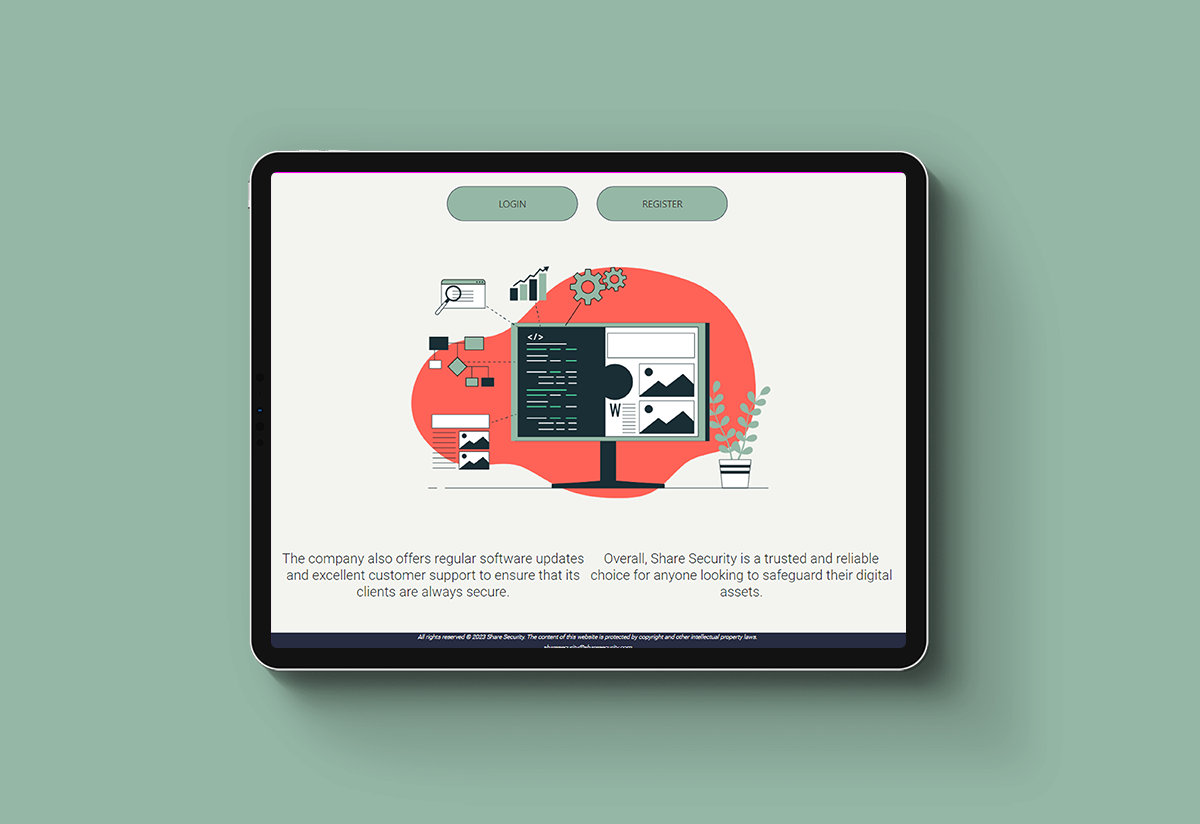 LOGIN
REGISTER
</>
W
The company also offers regular software updates
and excellent customer support to ensure that its
clients are always secure.
Overall, Share Security is a trusted and reliable
choice for anyone looking to safeguard their digital
assets.
All rights reserved © 2023 Share Security. The content of this website is protected by copyright and other intellectual property laws.